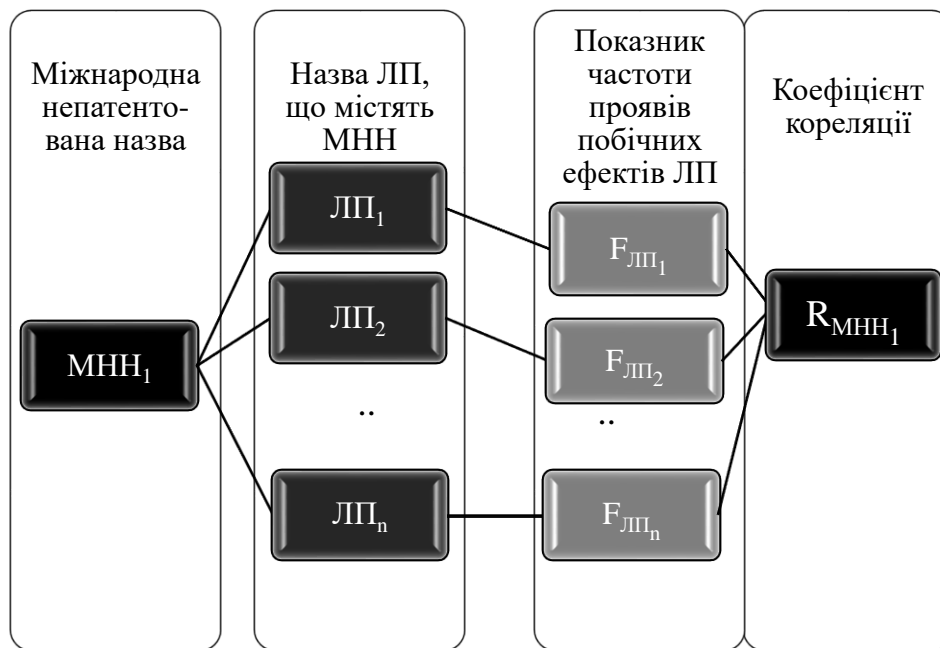 Міжнародна
непатенто-
вана назва
МНН₁
Назва ЛП,
що містять
МНН
ЛП₁
ЛП₂
..
ЛПₙ
Показник
частоти
проявів
побічних
ефектів ЛП
F ЛП₁
F ЛП₂
..
F ЛПₙ
Коефіцієнт
кореляції
R МНН₁